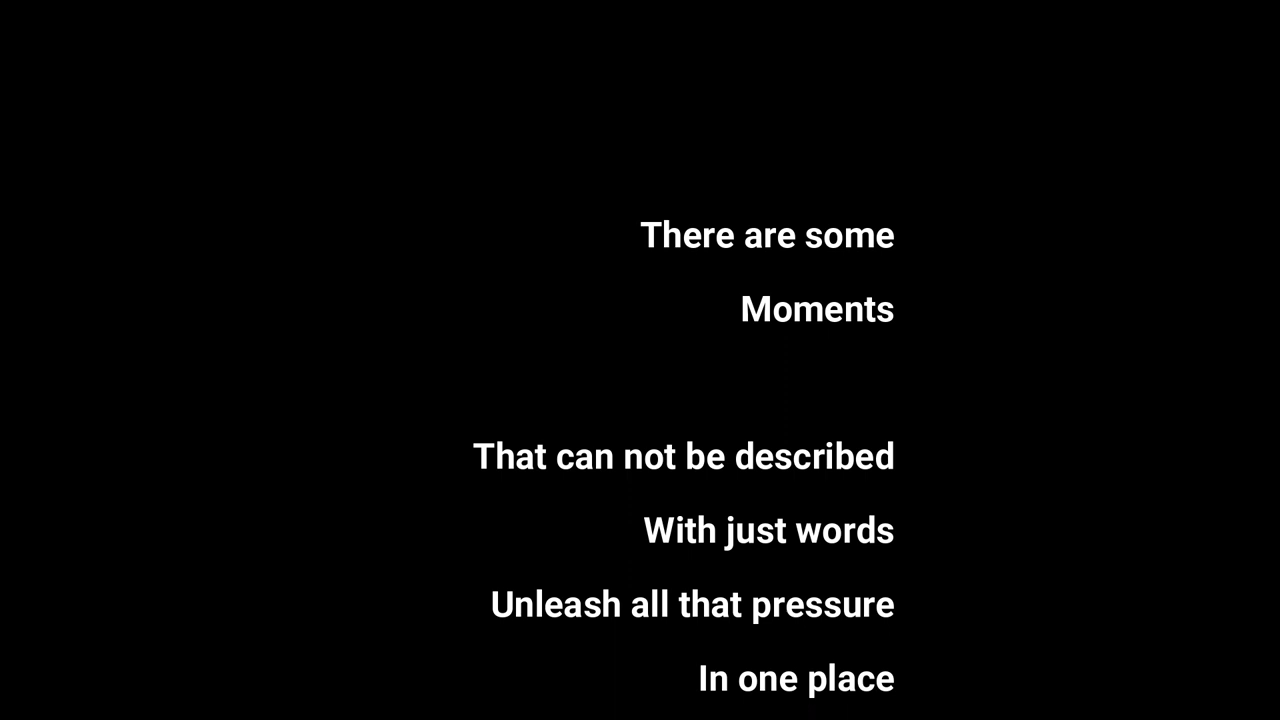 There are some
Moments
That can not be described
With just words
Unleash all that pressure
In one place